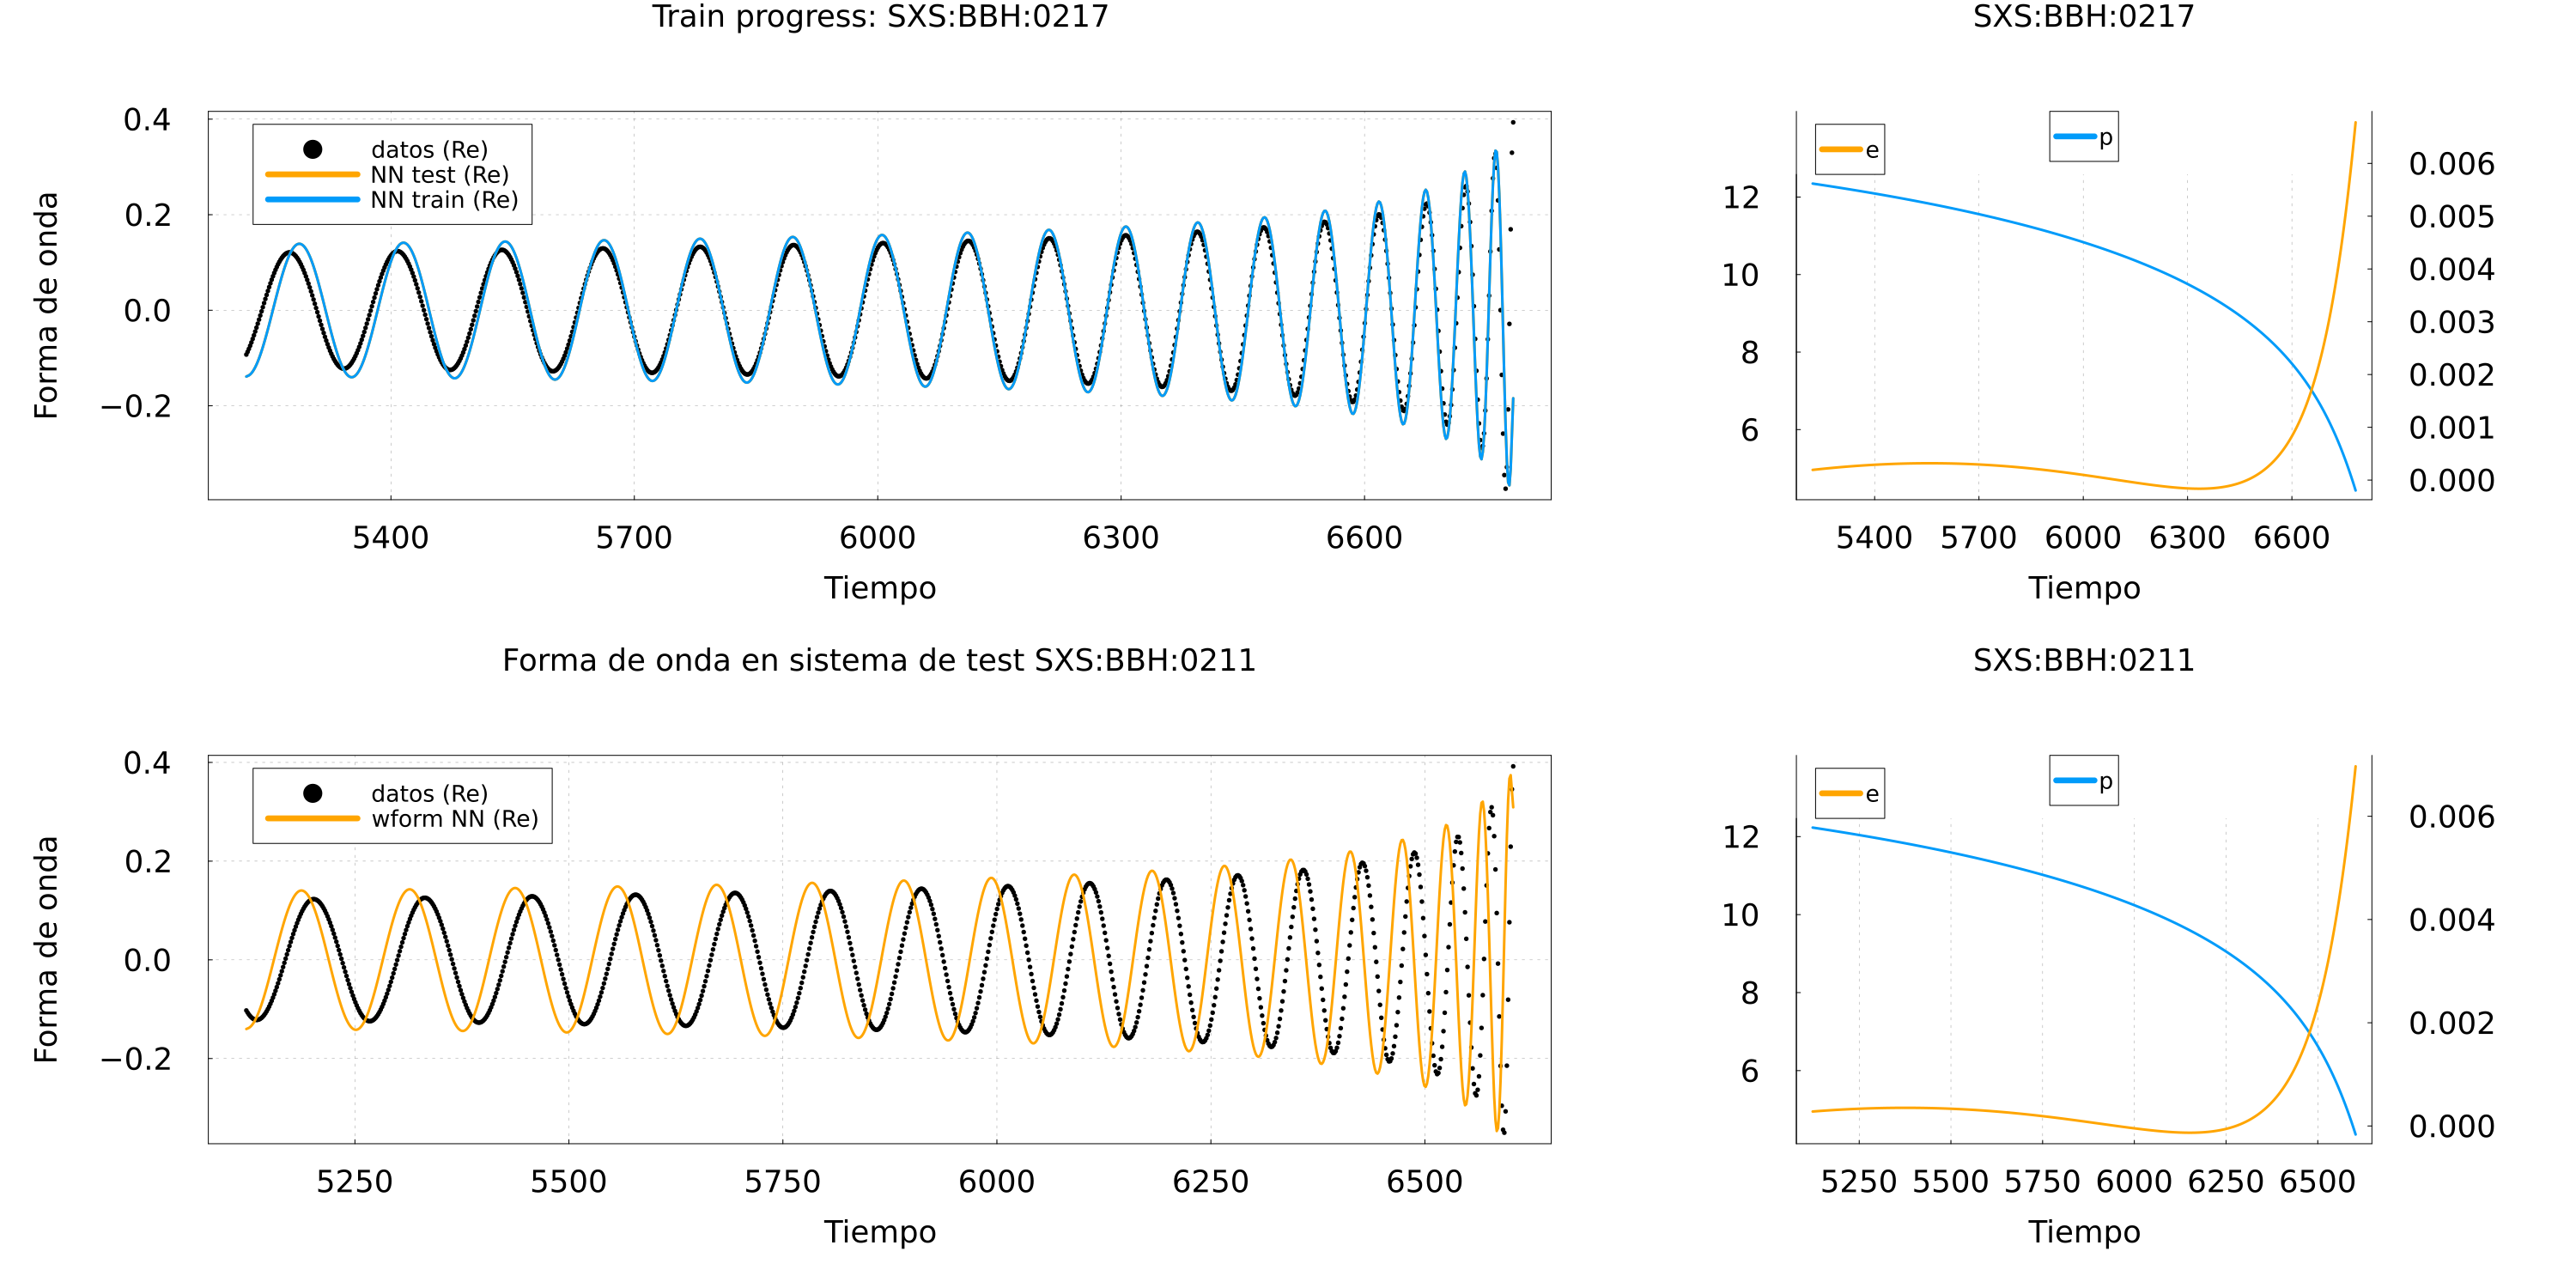 Train progress: SXS:BBH:0217
0.4
0.2
0.0
−0.2
Forma de onda
datos (Re)
NN test (Re)
NN train (Re)
5400 5700 6000 6300 6600
Tiempo
SXS:BBH:0217
e
p
12
10
8
6
0.006
0.005
0.004
0.003
0.002
0.001
0.000
5400 5700 6000 6300 6600
Tiempo
Forma de onda en sistema de test SXS:BBH:0211
0.4
0.2
0.0
−0.2
Forma de onda
datos (Re)
wform NN (Re)
5250 5500 5750 6000 6250 6500
Tiempo
SXS:BBH:0211
e
p
12
10
8
6
0.006
0.004
0.002
0.000
5250 5500 5750 6000 6250 6500
Tiempo